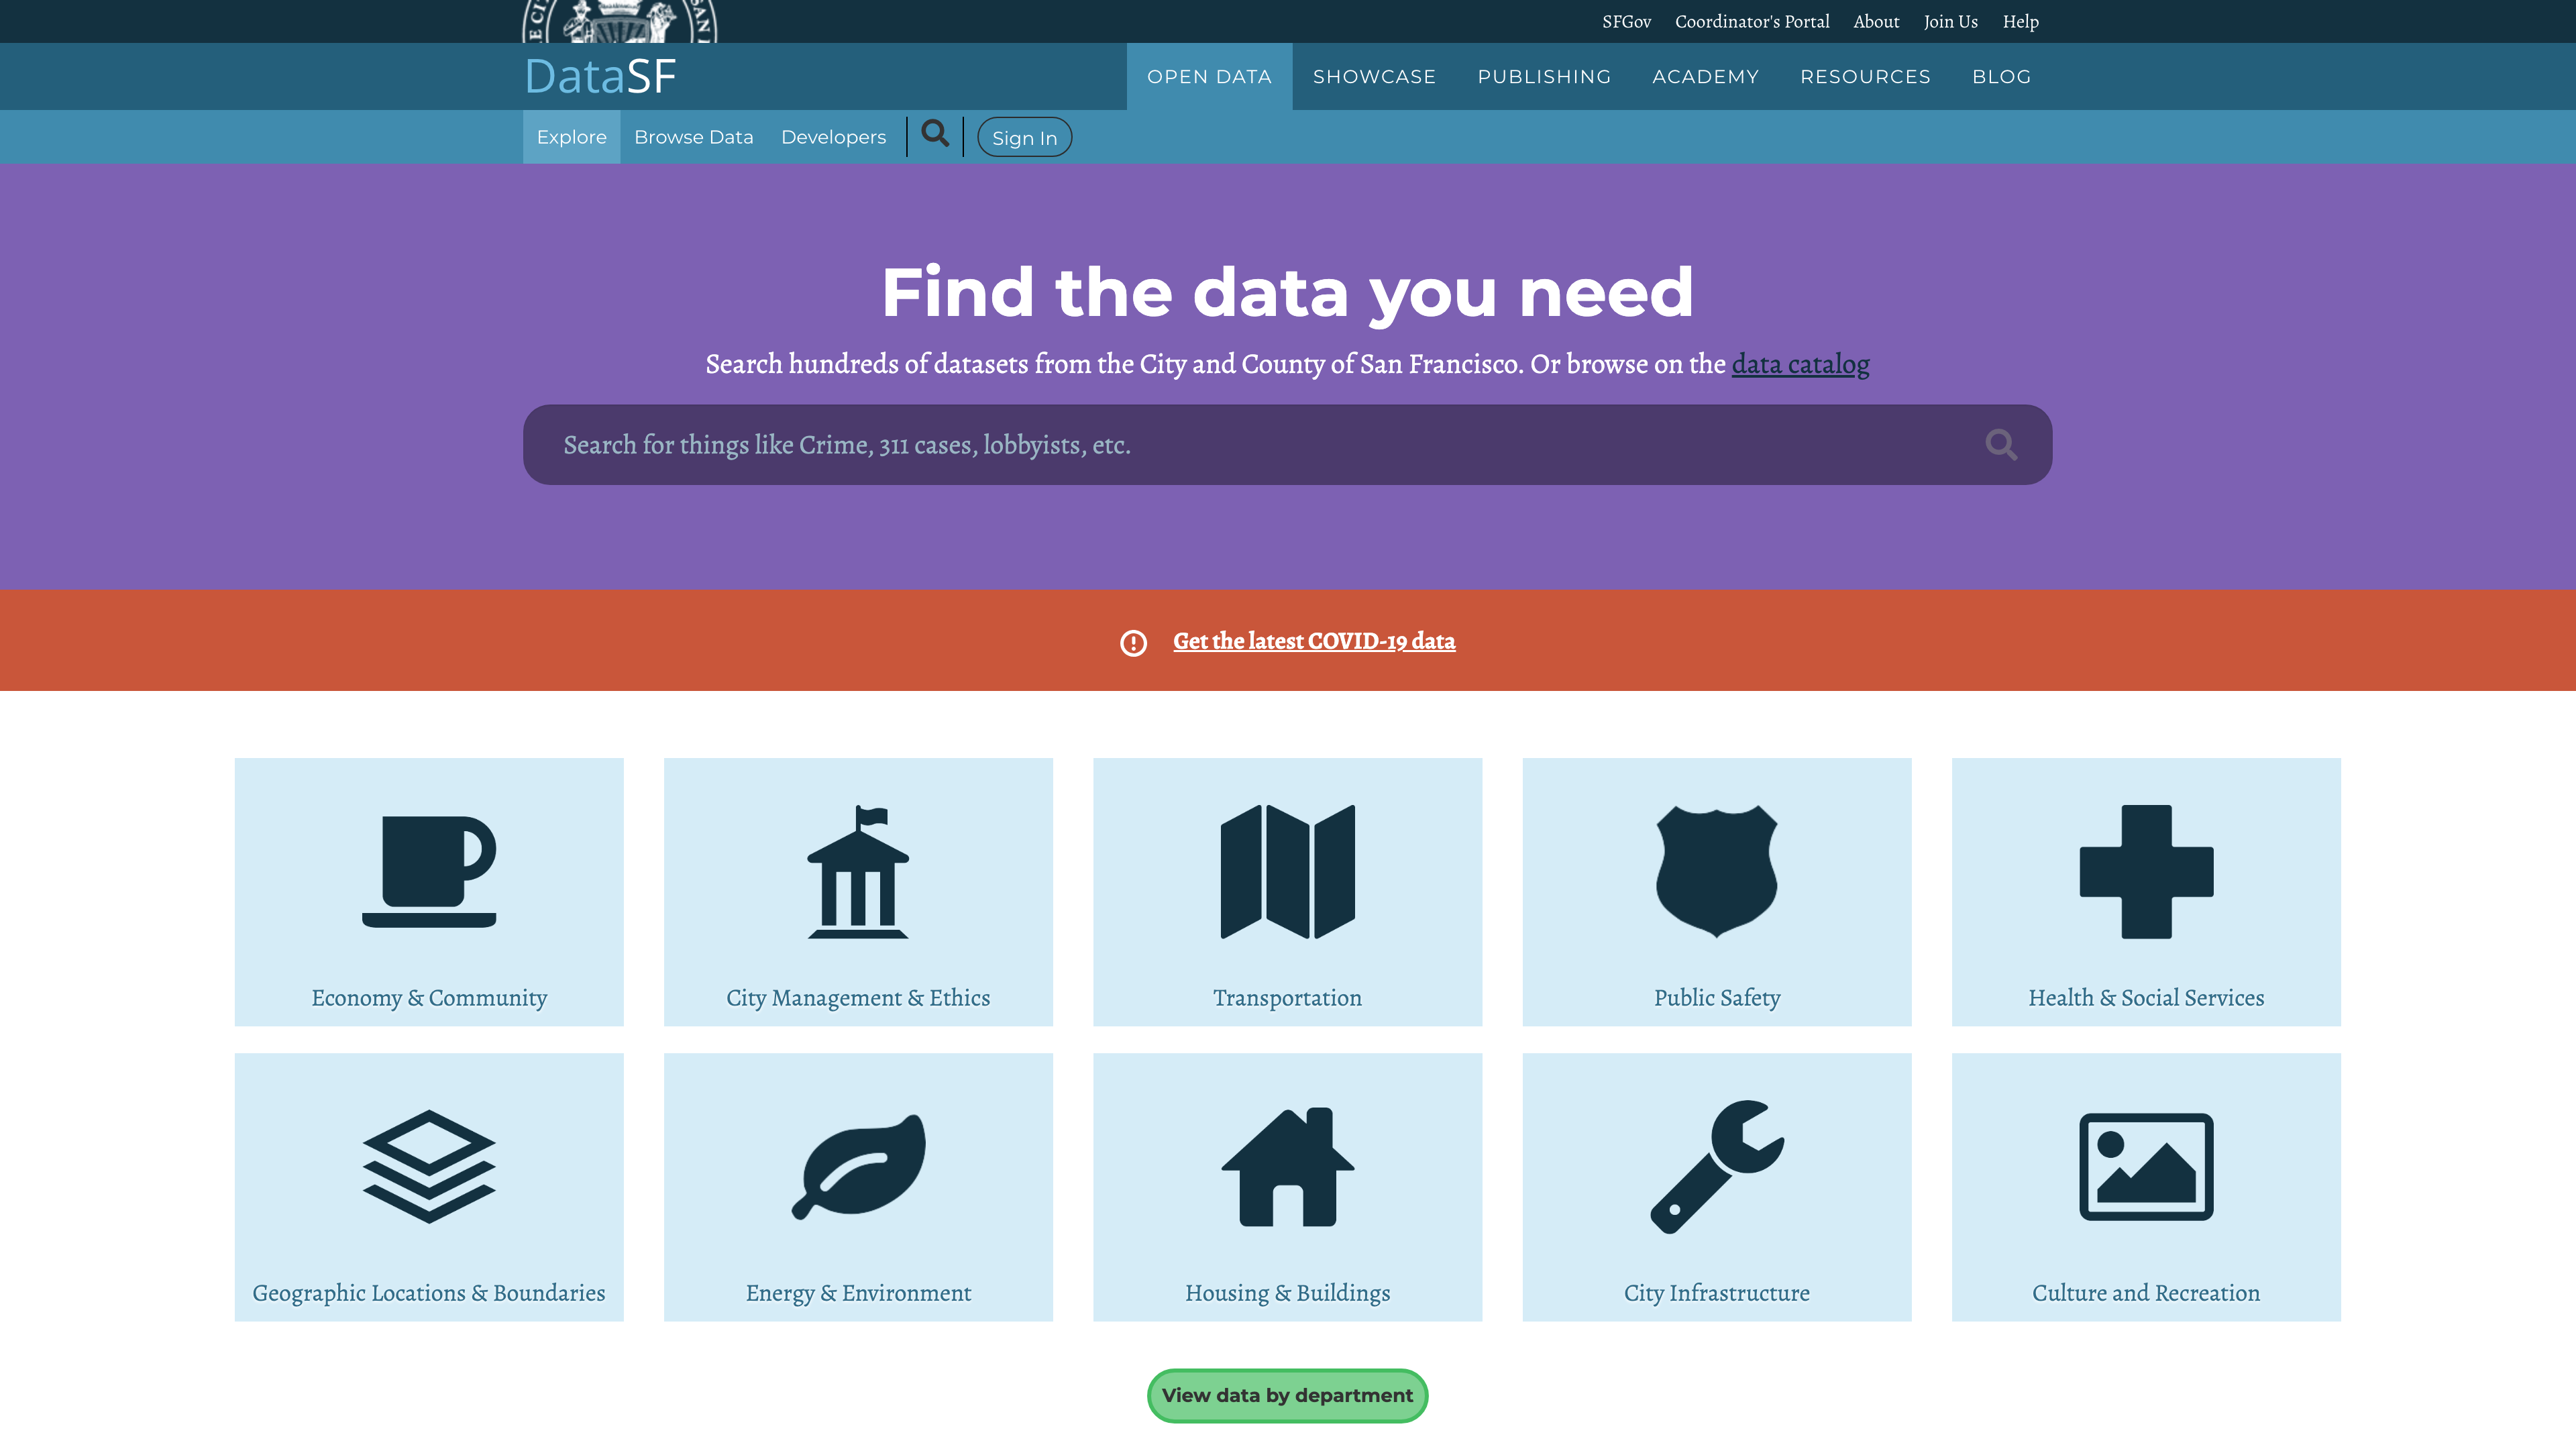 SFGov Coordinator's Portal About Join Us Help
DataSF
OPEN DATA SHOWCASE PUBLISHING ACADEMY RESOURCES BLOG
Explore Browse Data Developers Sign In
Find the data you need
Search hundreds of datasets from the City and County of San Francisco. Or browse on the data catalog
Search for things like Crime, 311 cases, lobbyists, etc.
Get the latest COVID-19 data
Economy & Community
City Management & Ethics
Transportation
Public Safety
Health & Social Services
Geographic Locations & Boundaries
Energy & Environment
Housing & Buildings
City Infrastructure
Culture and Recreation
View data by department